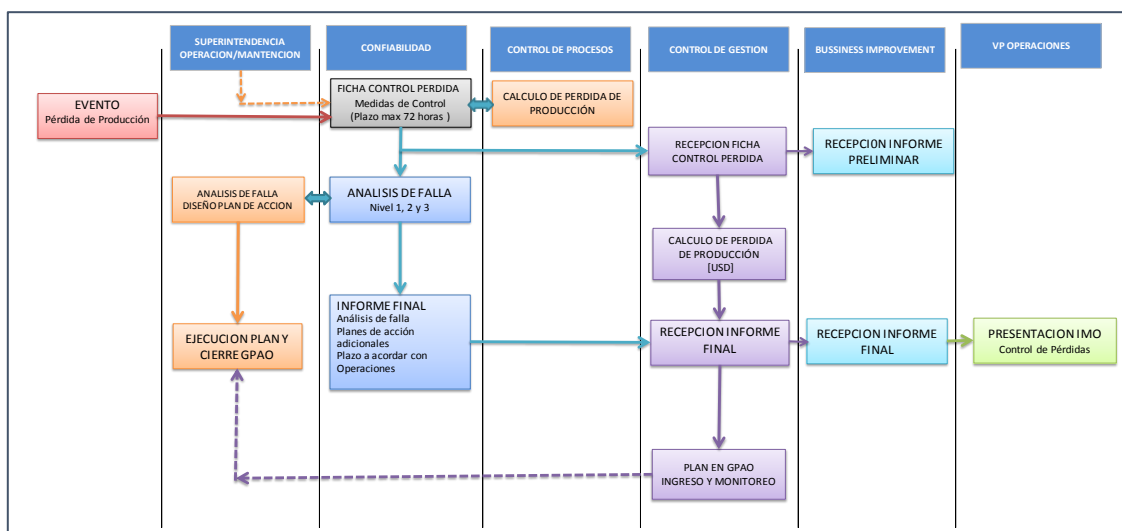 SUPERINTENDENCIA
OPERACION/MANTENCION
CONFIABILIDAD
CONTROL DE PROCESOS
CONTROL DE GESTION
BUSSINESS IMPROVEMENT
VP OPERACIONES
EVENTO
Pérdida de Producción
FICHA CONTROL PERDIDA
Medidas de Control
(Plazo max 72 horas )
CALCULO DE PERDIDA DE
PRODUCCIÓN
RECEPCION FICHA
CONTROL PERDIDA
RECEPCI0N INFORME
PRELIMINAR
ANALISIS DE FALLA
DISEÑO PLAN DE ACCION
ANALISIS DE FALLA
Nivel 1, 2 y 3
CALCULO DE PERDIDA
DE PRODUCCIÓN
[USD]
INFORME FINAL
Análisis de falla
Planes de acción
adicionales
Plazo a acordar con
Operaciones
EJECUCION PLAN Y
CIERRE GPAO
RECEPCION INFORME
FINAL
RECEPCION INFORME
FINAL
PRESENTACION IMO
Control de Pérdidas
PLAN EN GPAO
INGRESO Y MONITOREO